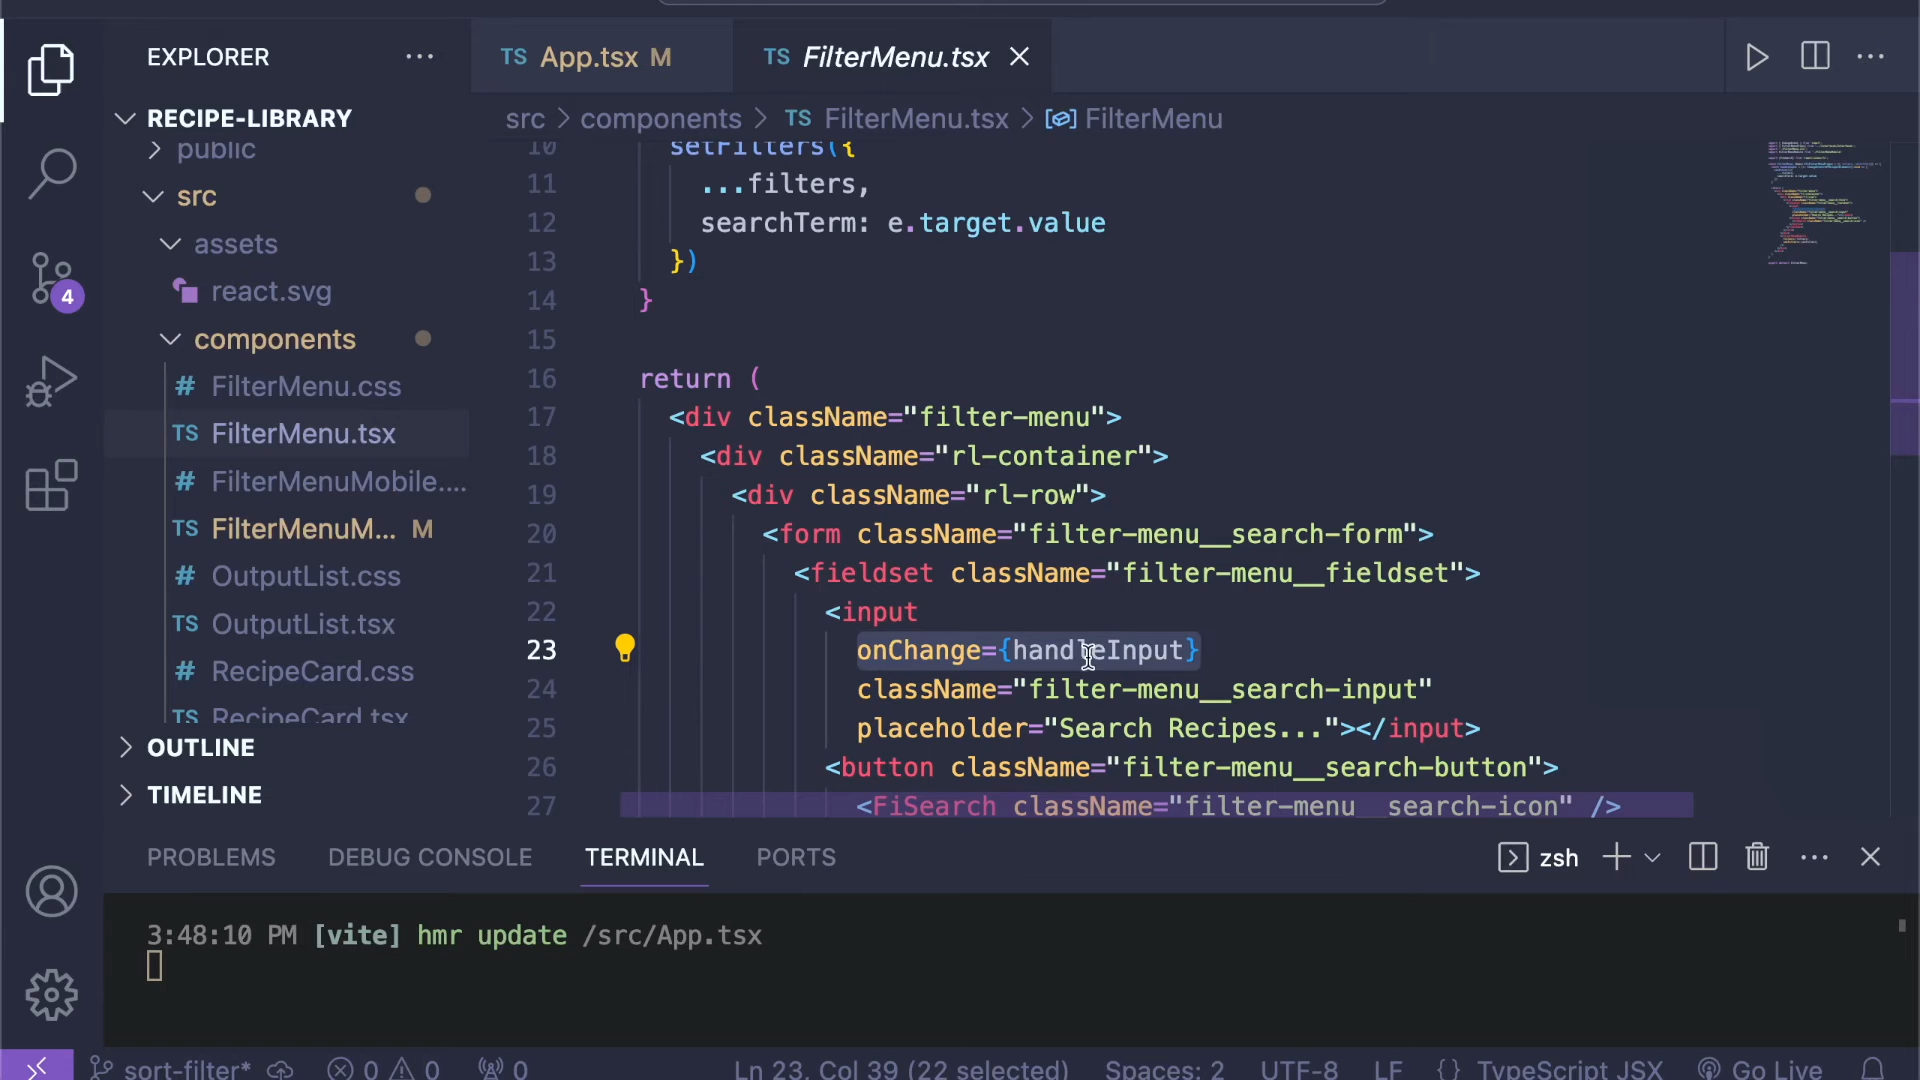 EXPLORER
RECIPE-LIBRARY
public
src
assets
react.svg
components
FilterMenu.css
TS FilterMenu.tsx
FilterMenuMobile....
TS FilterMenuM... M
OutputList.css
TS OutputList.tsx
RecipeCard.css
TS RecipeCard.tsx
OUTLINE
TIMELINE
4
TS App.tsx M
TS FilterMenu.tsx
src > components > TS FilterMenu.tsx > FilterMenu
10 setFilters({
11 ...filters,
12 searchTerm: e.target.value
13 })
14 }
15
16 return (
17 <div className="filter-menu">
18 <div className="rl-container">
19 <div className="rl-row">
20 <form className="filter-menu__search-form">
21 <fieldset className="filter-menu__fieldset">
22 <input
23 onChange={handleInput}
24 className="filter-menu__search-input"
25 placeholder="Search Recipes..."></input>
26 <button className="filter-menu__search-button">
27 <FiSearch className="filter-menu__search-icon" />
PROBLEMS DEBUG CONSOLE TERMINAL PORTS
zsh
3:48:10 PM [vite] hmr update /src/App.tsx
sort-filter* 0 0 0 Ln 23, Col 39 (22 selected) Spaces: 2 UTF-8 LF {} TypeScript JSX Go Live